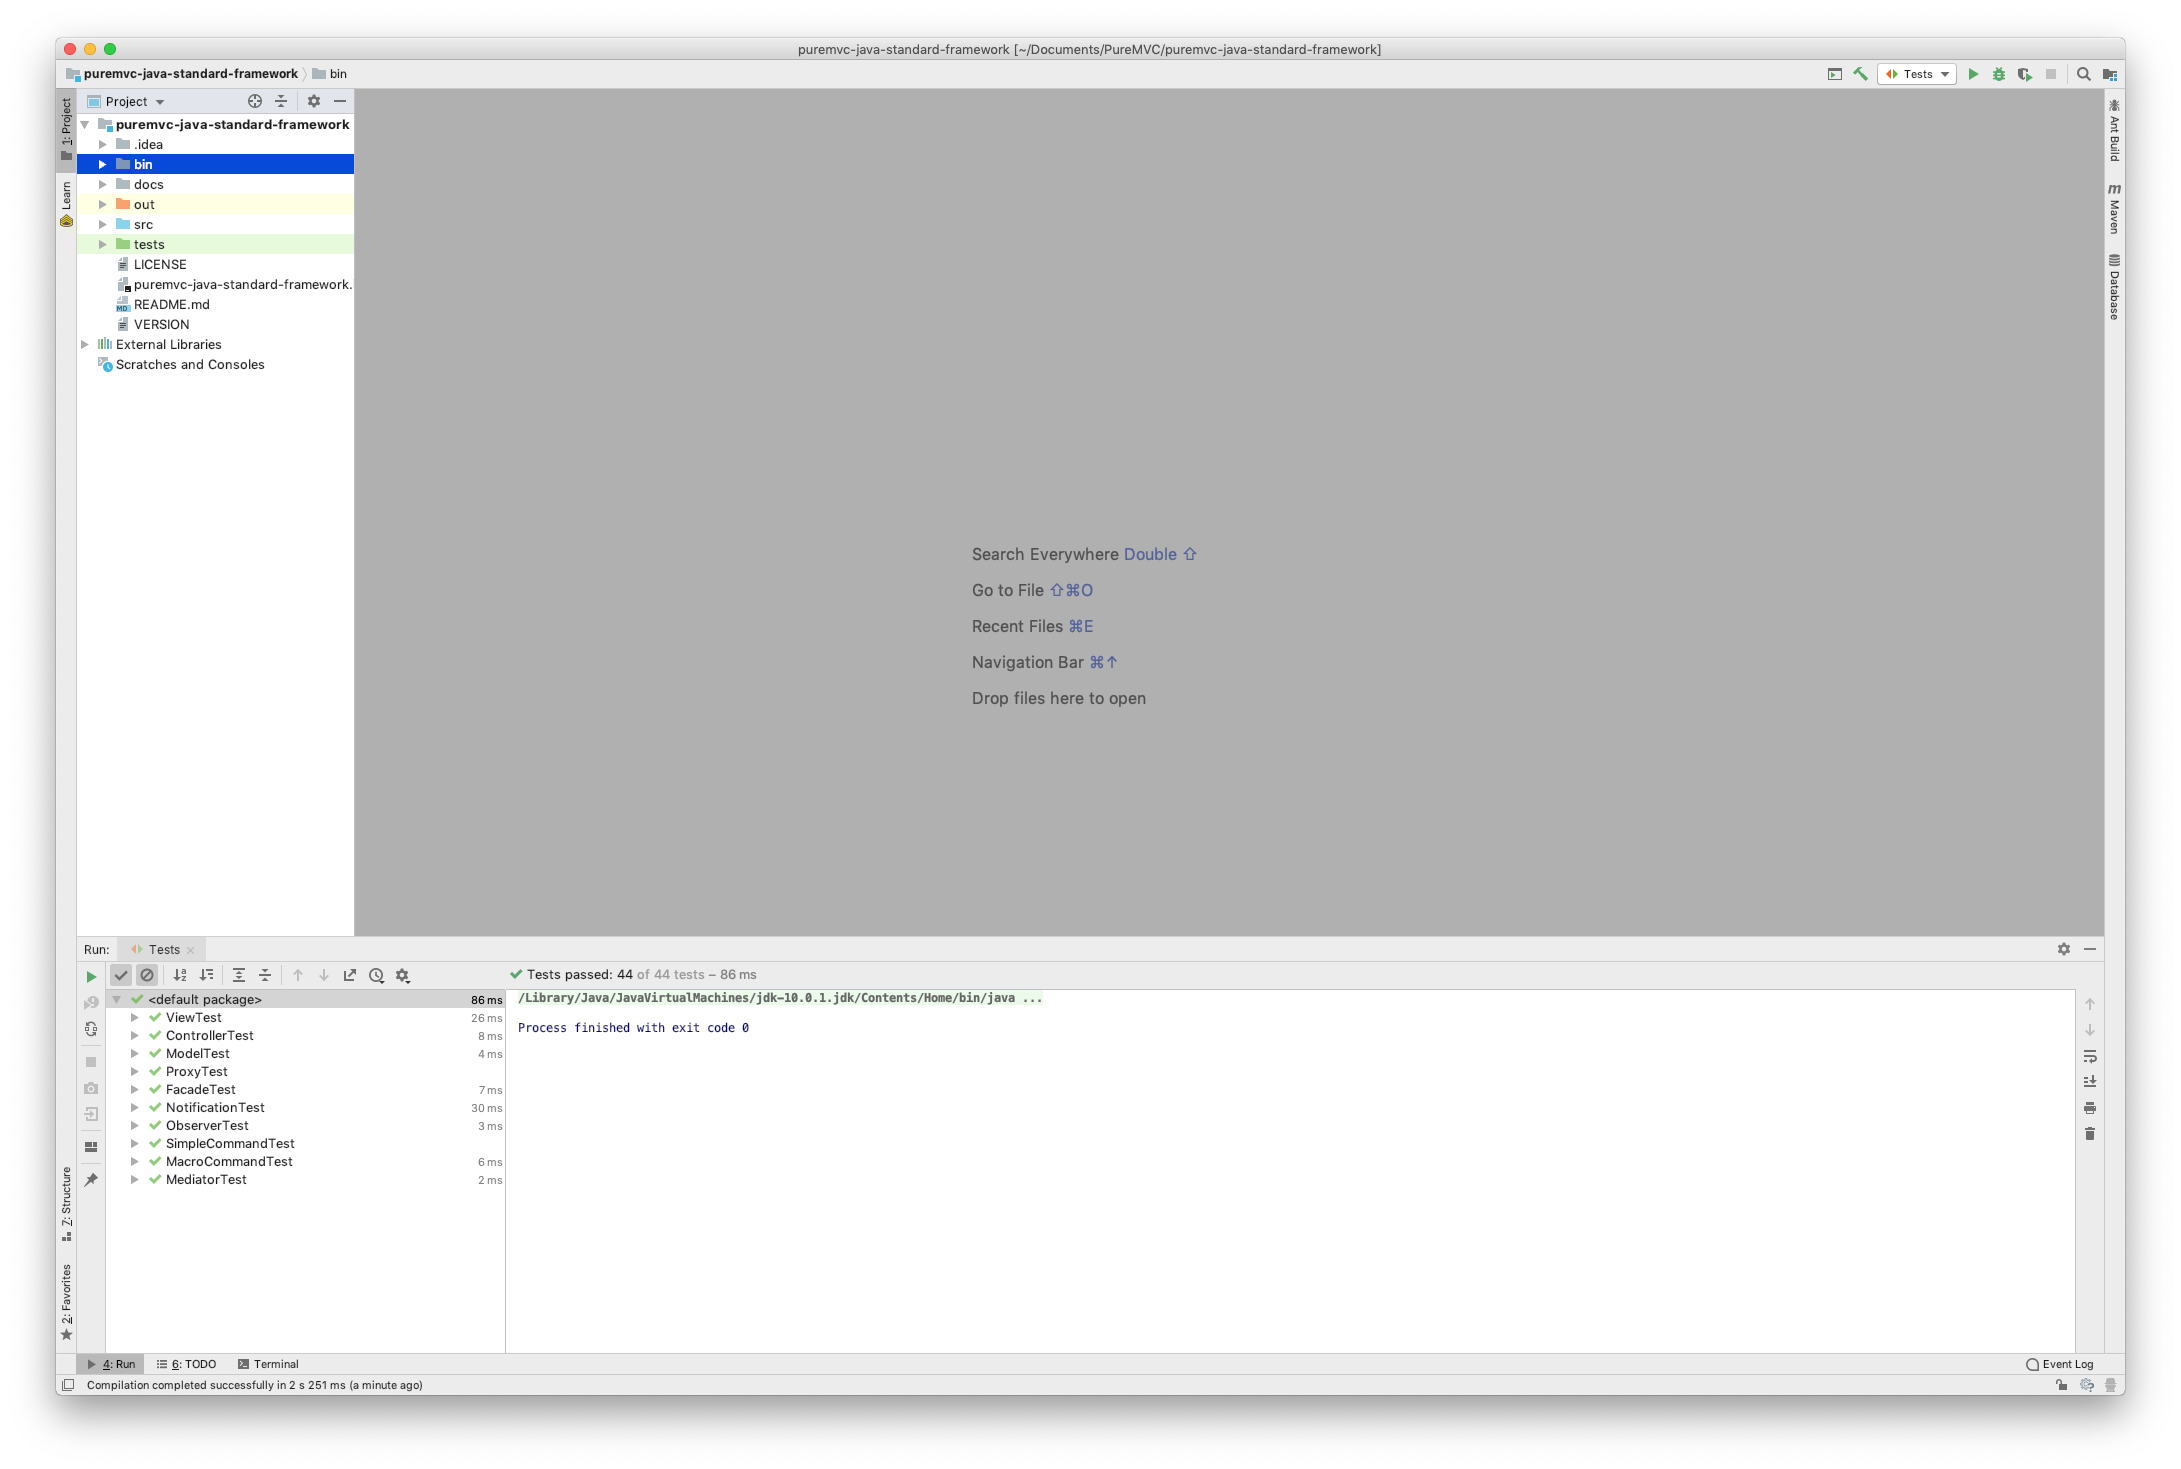 puremvc-java-standard-framework [~/Documents/PureMVC/puremvc-java-standard-framework]
puremvc-java-standard-framework bin
Tests
1: Project
Learn
Project
puremvc-java-standard-framework
.idea
bin
docs
out
src
tests
LICENSE
puremvc-java-standard-framework.
README.md
VERSION
External Libraries
Scratches and Consoles
Search Everywhere Double ⇧
Go to File ⇧⌘O
Recent Files ⌘E
Navigation Bar ⌘↑
Drop files here to open
Ant Build
Maven
Database
Run: Tests
Tests passed: 44 of 44 tests – 86 ms
<default package> 86 ms
ViewTest 26 ms
ControllerTest 8 ms
ModelTest 4 ms
ProxyTest
FacadeTest 7 ms
NotificationTest 30 ms
ObserverTest 3 ms
SimpleCommandTest
MacroCommandTest 6 ms
MediatorTest 2 ms
/Library/Java/JavaVirtualMachines/jdk-10.0.1.jdk/Contents/Home/bin/java ...
Process finished with exit code 0
Z: Structure
2: Favorites
4: Run 6: TODO Terminal Event Log
Compilation completed successfully in 2 s 251 ms (a minute ago)